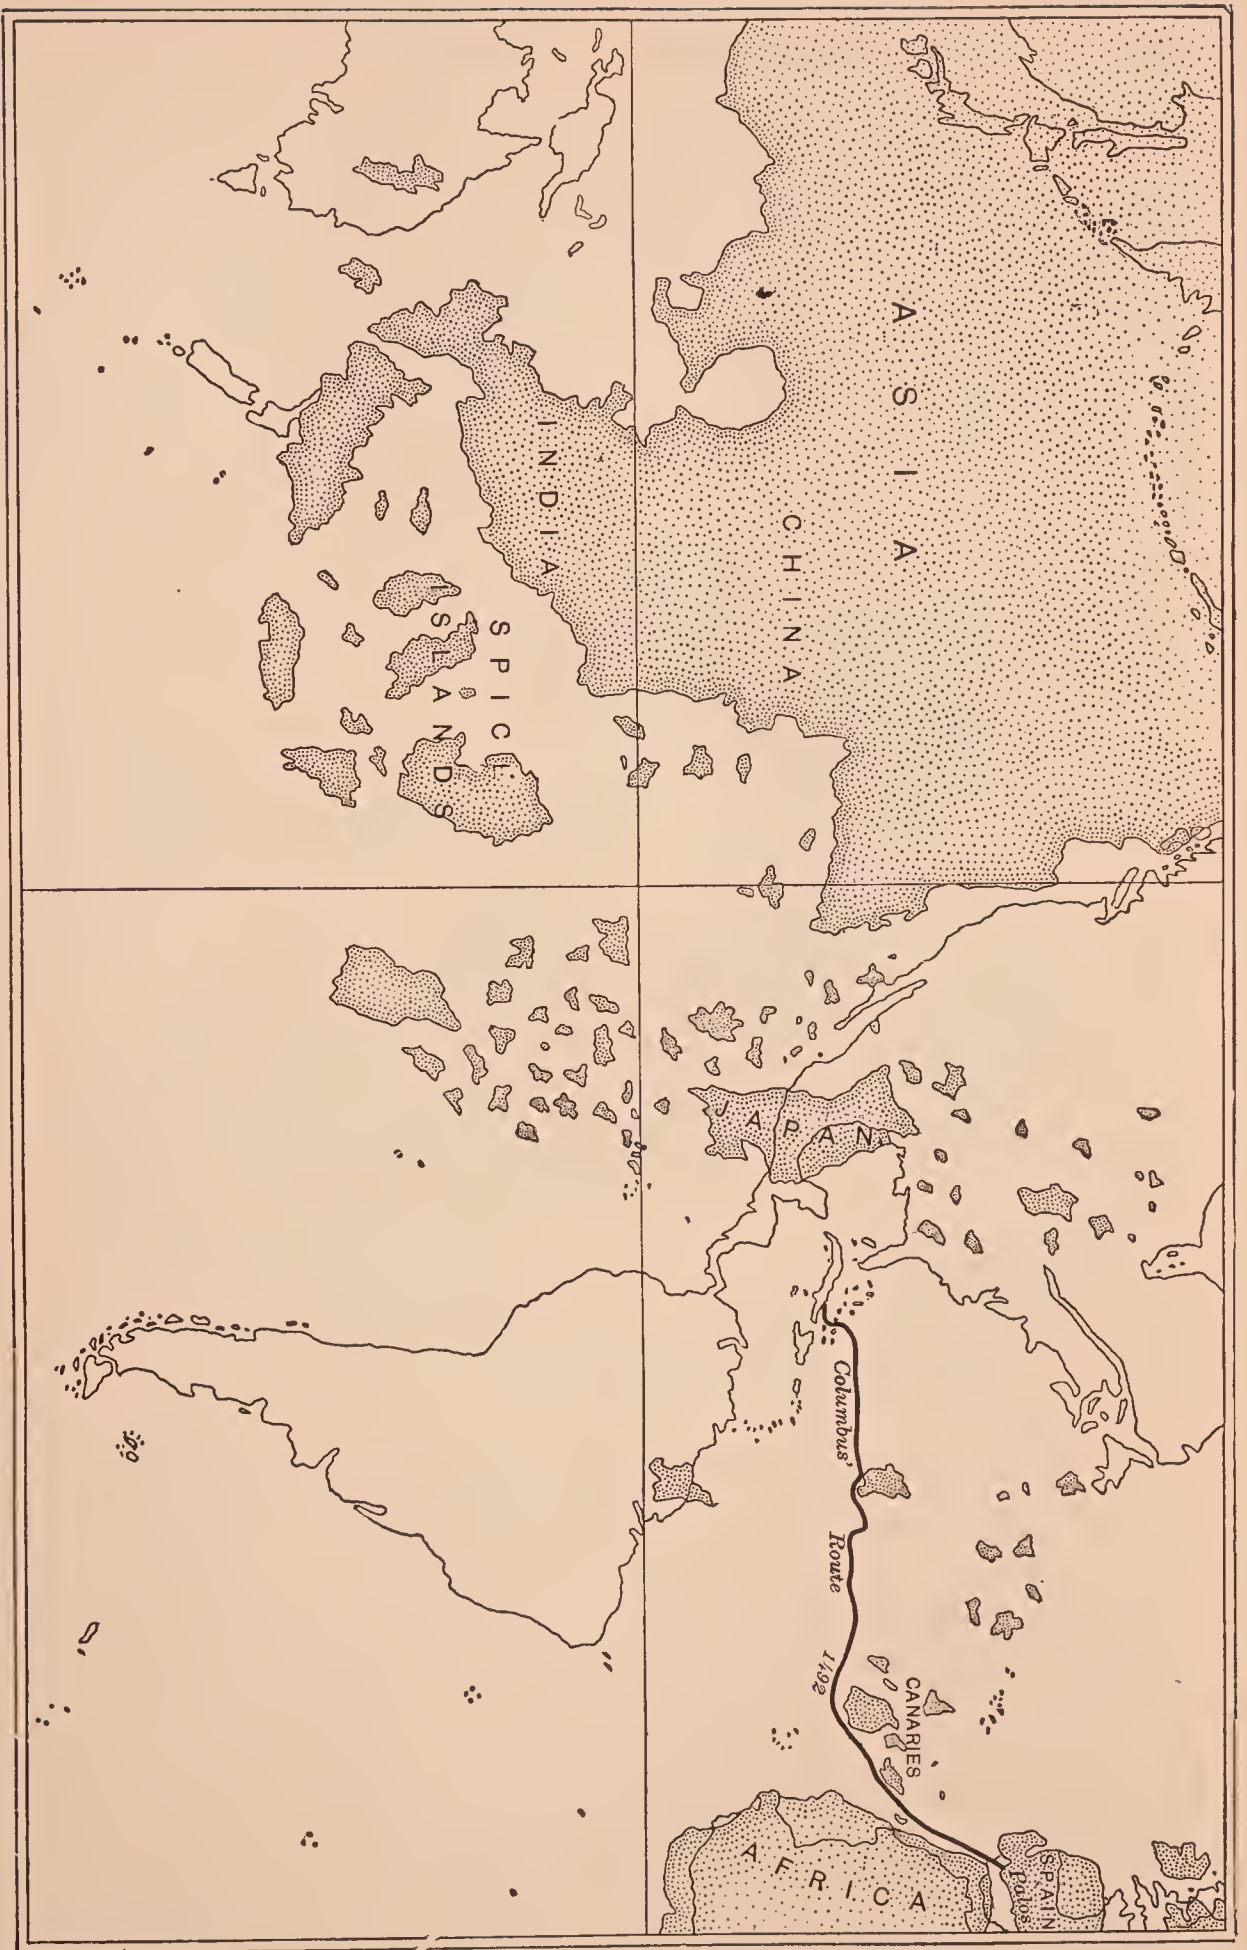 ASIA
CHINA
INDIA
SPICE
ISLANDS
JAPAN
Columbus' Route 1492
CANARIES
SPAIN
Palos
AFRICA